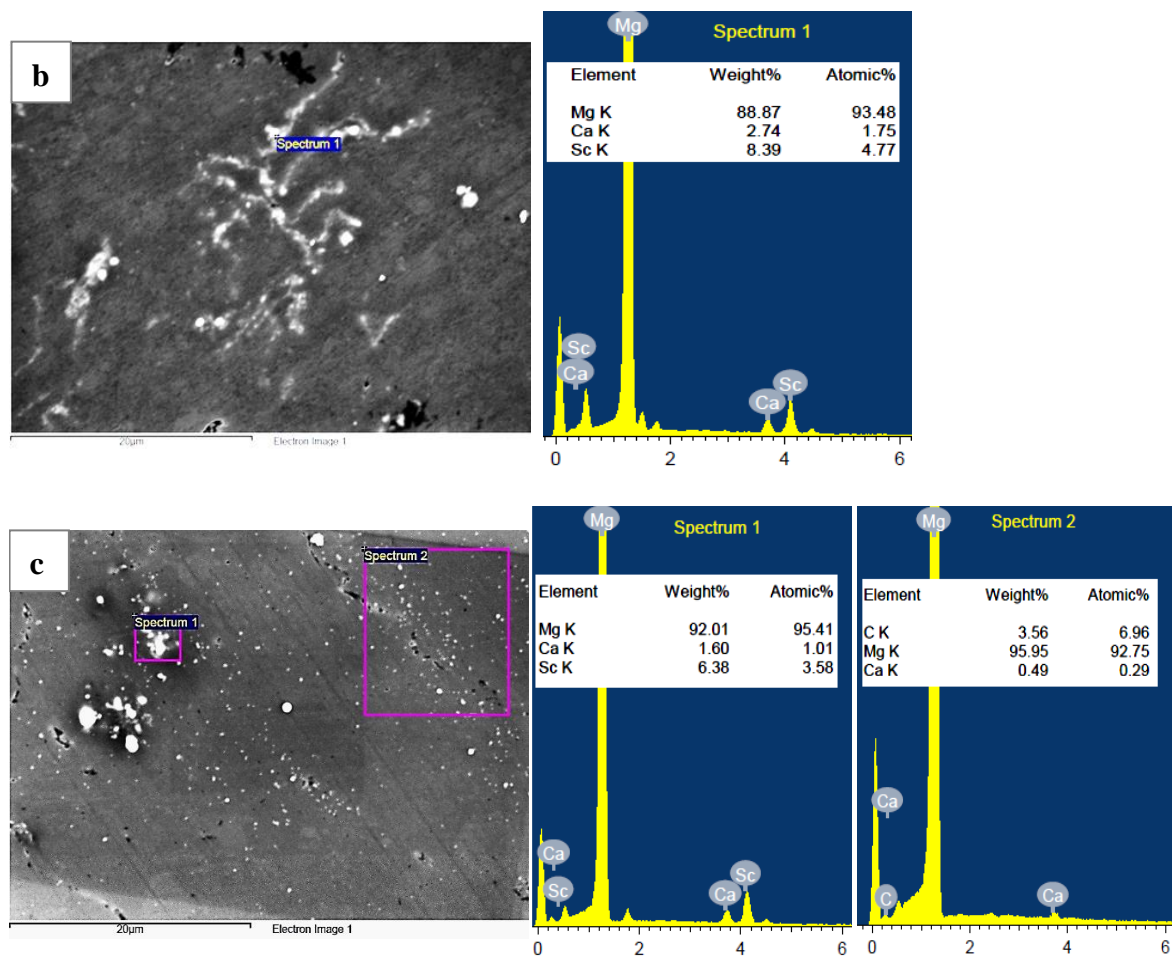 b
Spectrum 1
20µm
Electron Image 1
Mg
Spectrum 1
Element Weight% Atomic%
Mg K 88.87 93.48
Ca K 2.74 1.75
Sc K 8.39 4.77
Sc
Ca
Ca
Sc
0 2 4 6
c
Spectrum 1
Spectrum 2
20µm
Electron Image 1
Mg
Spectrum 1
Element Weight% Atomic%
Mg K 92.01 95.41
Ca K 1.60 1.01
Sc K 6.38 3.58
Ca
Sc
Ca
Sc
0 2 4 6
Mg
Spectrum 2
Element Weight% Atomic%
C K 3.56 6.96
Mg K 95.95 92.75
Ca K 0.49 0.29
Ca
C
Ca
0 2 4 6